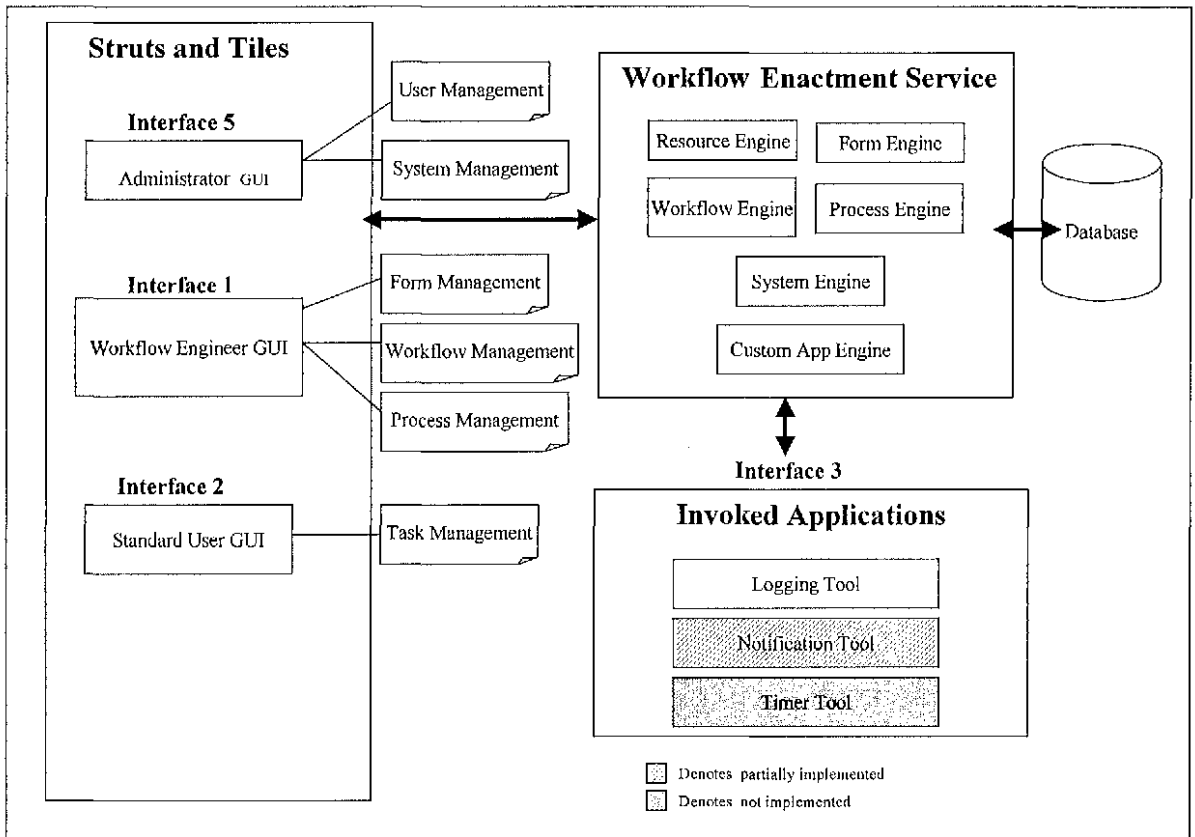 Struts and Tiles
Interface 5
Administrator GUI
User Management
System Management
Interface 1
Workflow Engineer GUI
Form Management
Workflow Management
Process Management
Interface 2
Standard User GUI
Task Management
Workflow Enactment Service
Resource Engine
Form Engine
Workflow Engine
Process Engine
System Engine
Custom App Engine
Database
Interface 3
Invoked Applications
Logging Tool
Notification Tool
Timer Tool
Denotes partially implemented
Denotes not implemented